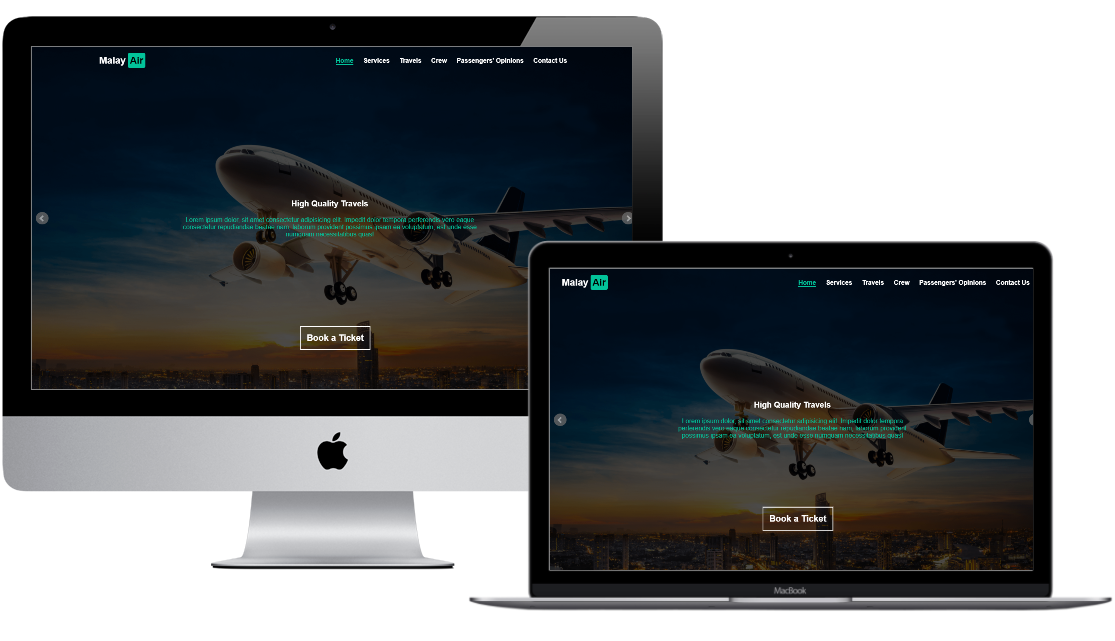 Malay Air
Home Services Travels Crew Passengers' Opinions Contact Us
High Quality Travels
Lorem ipsum dolor, sit amet consectetur adipisicing elit. Impedit dolor tempora perferendis vero eaque
consectetur repudiandae beatae nam, laborum provident possimus ipsam ea voluptatum, est unde esse
numquam necessitatibus quas!
Book a Ticket
Malay Air
Home Services Travels Crew Passengers' Opinions Contact Us
High Quality Travels
Lorem ipsum dolor, sit amet consectetur adipisicing elit. Impedit dolor tempora
perferendis vero eaque consectetur repudiandae beatae nam, laborum provident
possimus ipsam ea voluptatum, est unde esse numquam necessitatibus quas!
Book a Ticket
MacBook